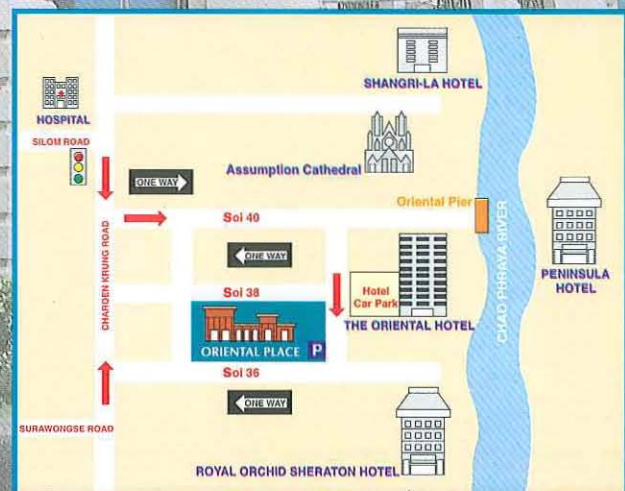 SHANGRI-LA HOTEL
HOSPITAL
SILOM ROAD
ONE WAY
Assumption Cathedral
Oriental Pier
Soi 40
CHAROEN KRUNG ROAD
ONE WAY
CHAO PHRAYA RIVER
PENINSULA
HOTEL
Soi 38
Hotel
Car Park
THE ORIENTAL HOTEL
ORIENTAL PLACE P
Soi 36
ONE WAY
SURAWONGSE ROAD
ROYAL ORCHID SHERATON HOTEL